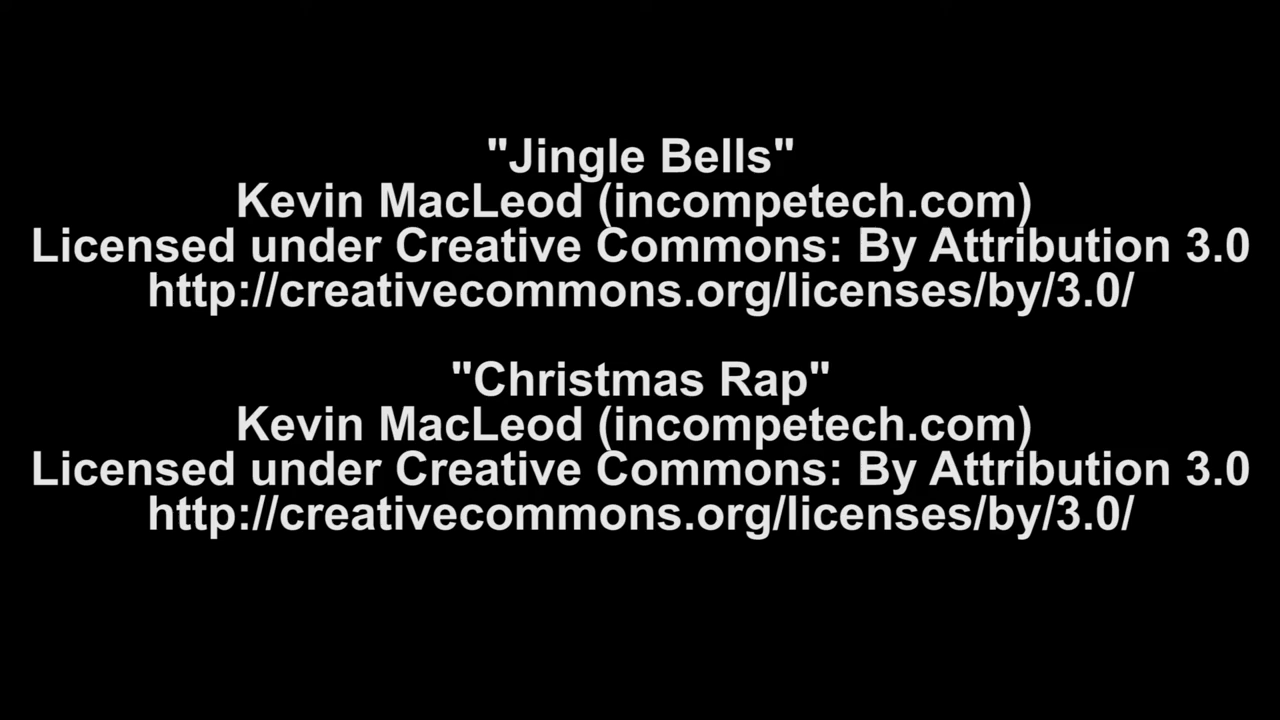 "Jingle Bells"
Kevin MacLeod (incompetech.com)
Licensed under Creative Commons: By Attribution 3.0
http://creativecommons.org/licenses/by/3.0/
"Christmas Rap"
Kevin MacLeod (incompetech.com)
Licensed under Creative Commons: By Attribution 3.0
http://creativecommons.org/licenses/by/3.0/